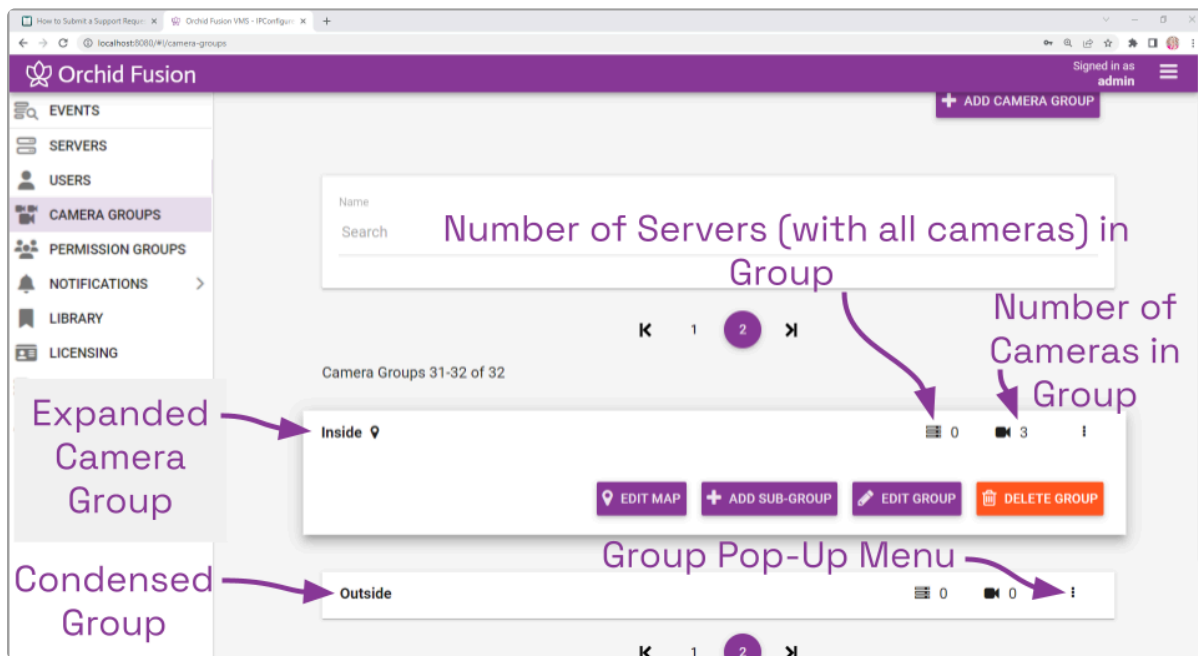 How to Submit a Support Reque
Orchid Fusion VMS - IPConfigur
localhost:8080/#!/camera-groups
Orchid Fusion
Signed in as
admin
EVENTS
SERVERS
USERS
CAMERA GROUPS
PERMISSION GROUPS
NOTIFICATIONS
LIBRARY
LICENSING
ADD CAMERA GROUP
Name
Search
Number of Servers (with all cameras) in
Group
Number of
Cameras in
Group
1 2
Camera Groups 31-32 of 32
Expanded
Camera
Group
Inside 0 3
EDIT MAP ADD SUB-GROUP EDIT GROUP DELETE GROUP
Group Pop-Up Menu
Condensed
Group
Outside 0 0
1 2